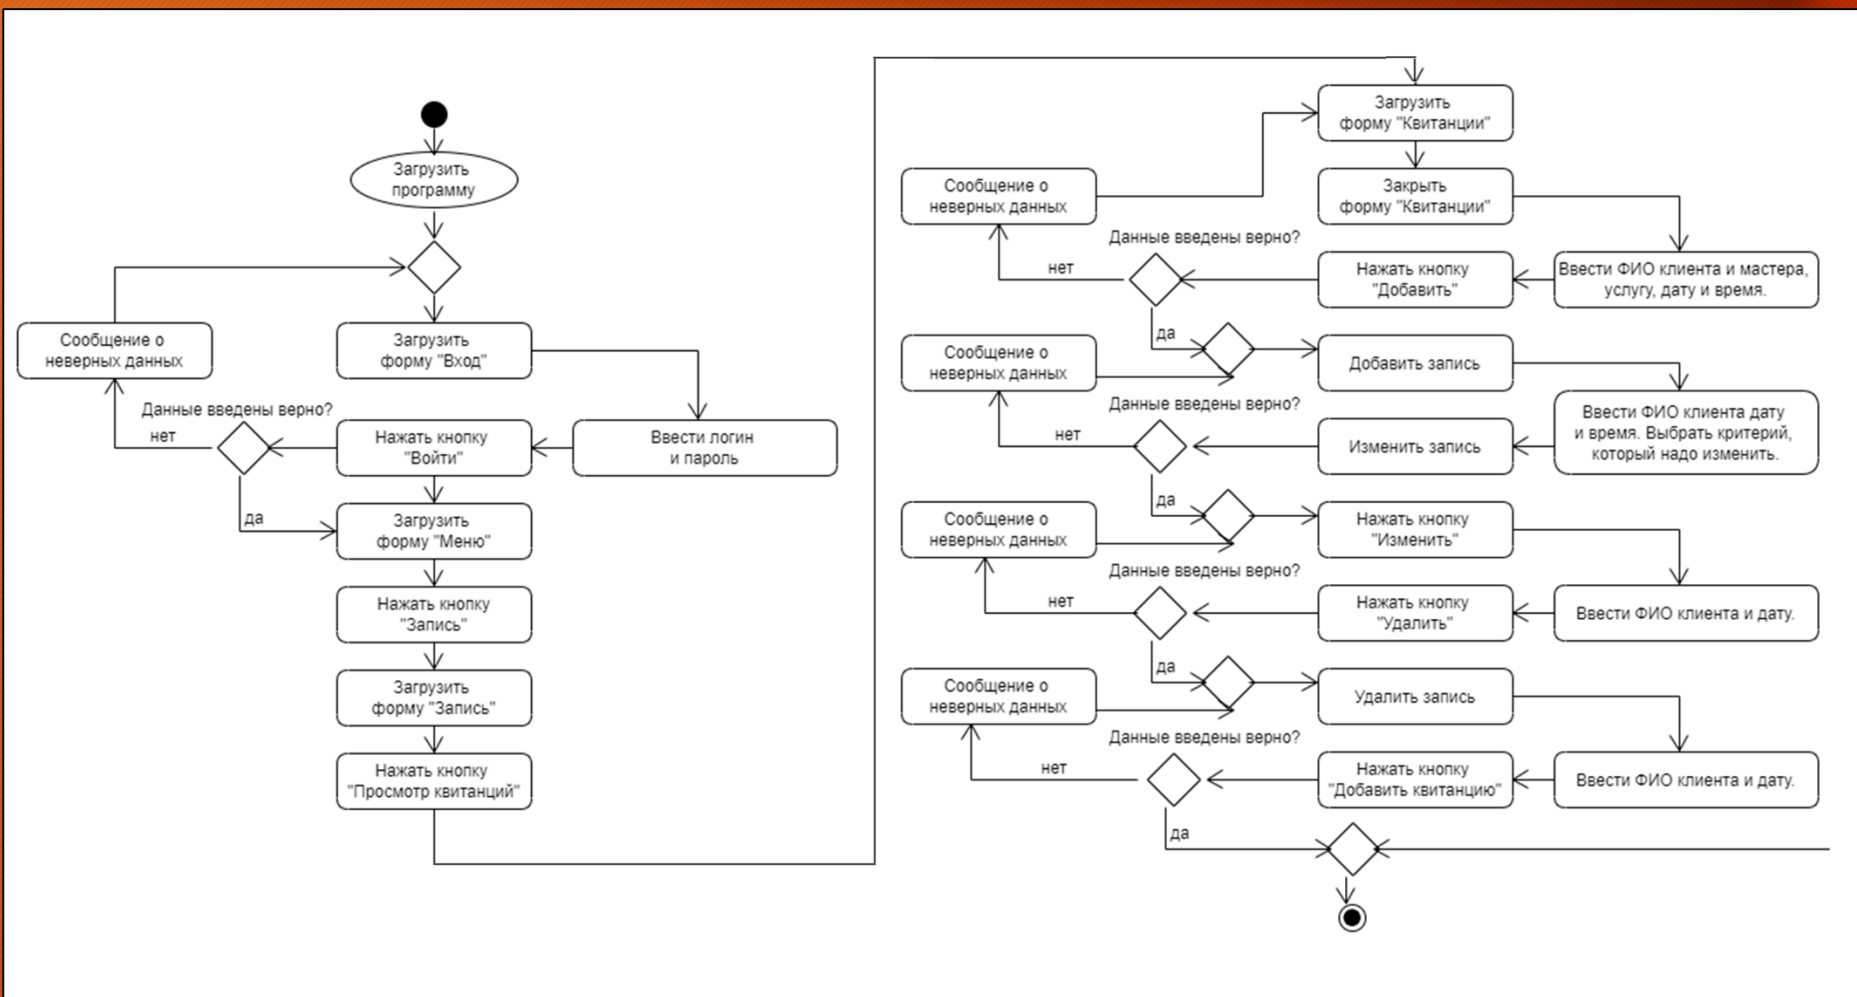 Загрузить
программу
Сообщение о
неверных данных
Загрузить
форму "Вход"
Данные введены верно?
нет
Нажать кнопку
"Войти"
Ввести логин
и пароль
да
Загрузить
форму "Меню"
Нажать кнопку
"Запись"
Загрузить
форму "Запись"
Нажать кнопку
"Просмотр квитанций"
Загрузить
форму "Квитанции"
Сообщение о
неверных данных
Закрыть
форму "Квитанции"
Данные введены верно?
нет
Нажать кнопку
"Добавить"
Ввести ФИО клиента и мастера,
услугу, дату и время.
да
Сообщение о
неверных данных
Добавить запись
Данные введены верно?
нет
Изменить запись
Ввести ФИО клиента дату
и время. Выбрать критерий,
который надо изменить.
да
Сообщение о
неверных данных
Нажать кнопку
"Изменить"
Данные введены верно?
нет
Нажать кнопку
"Удалить"
Ввести ФИО клиента и дату.
да
Сообщение о
неверных данных
Удалить запись
Данные введены верно?
нет
Нажать кнопку
"Добавить квитанцию"
Ввести ФИО клиента и дату.
да